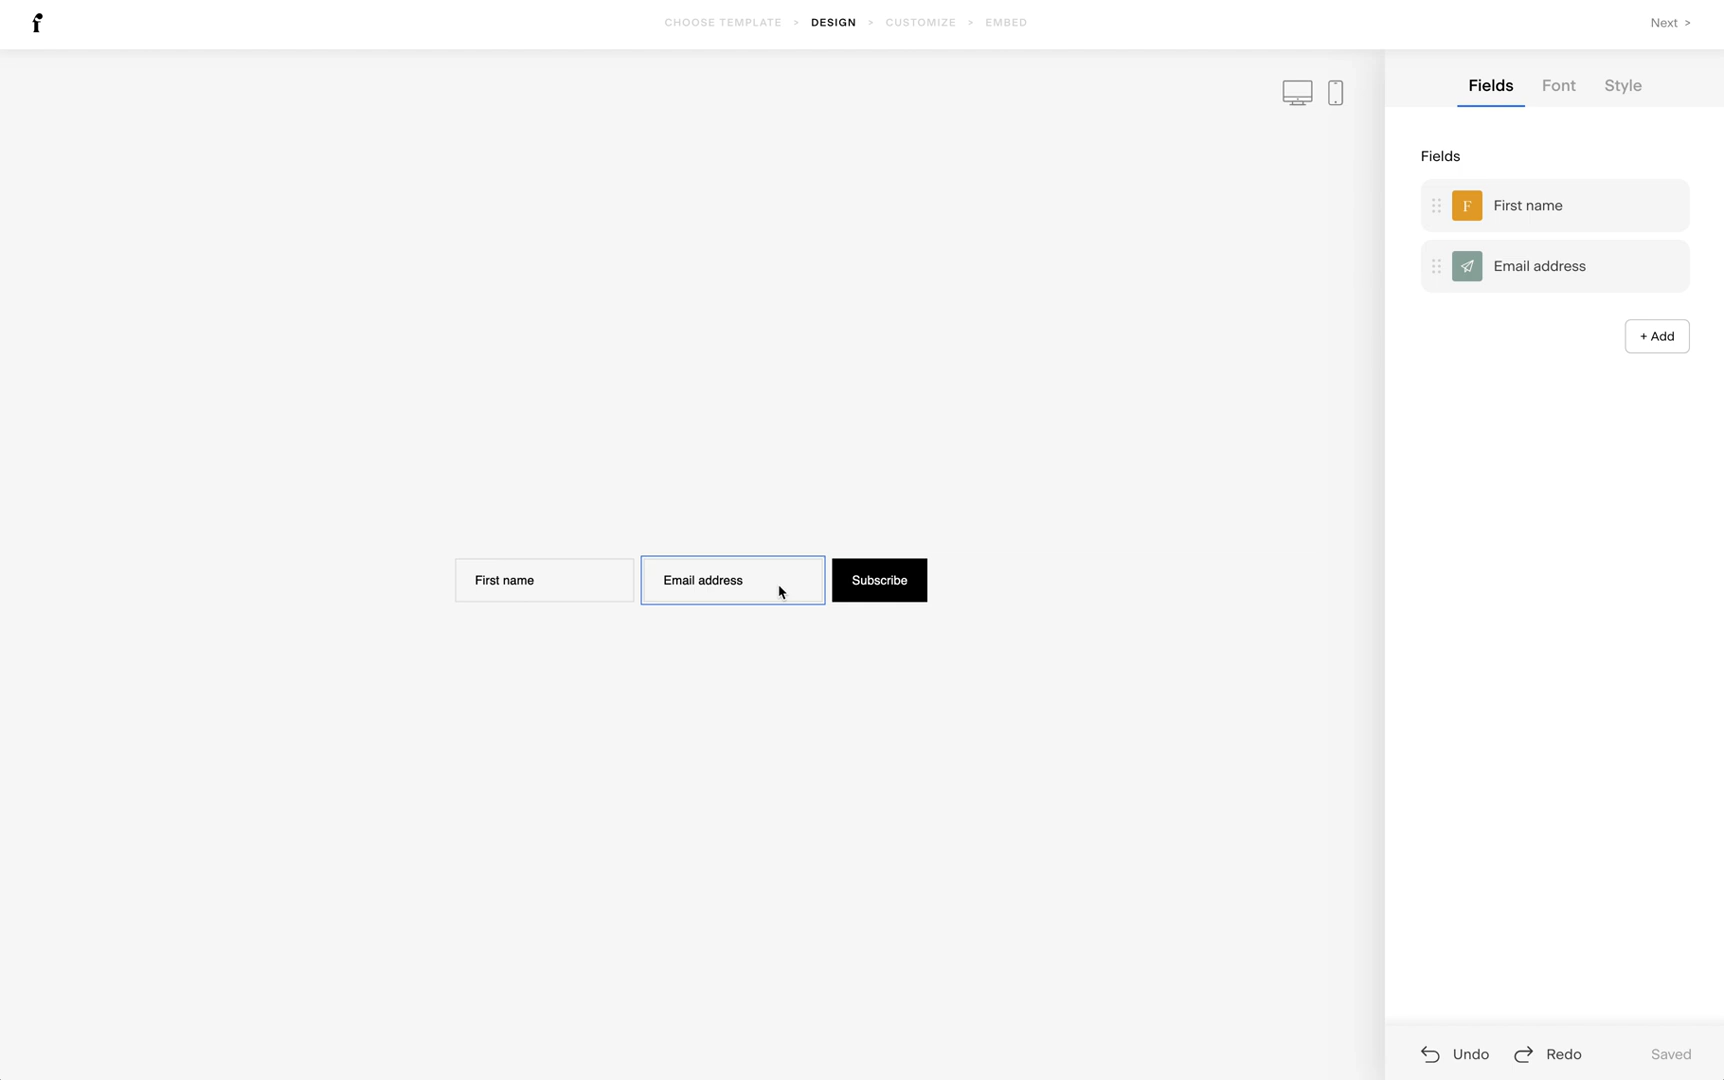 f
CHOOSE TEMPLATE > DESIGN > CUSTOMIZE > EMBED
Next >
Fields Font Style
Fields
F First name
Email address
+ Add
First name
Email address
Subscribe
Undo Redo Saved